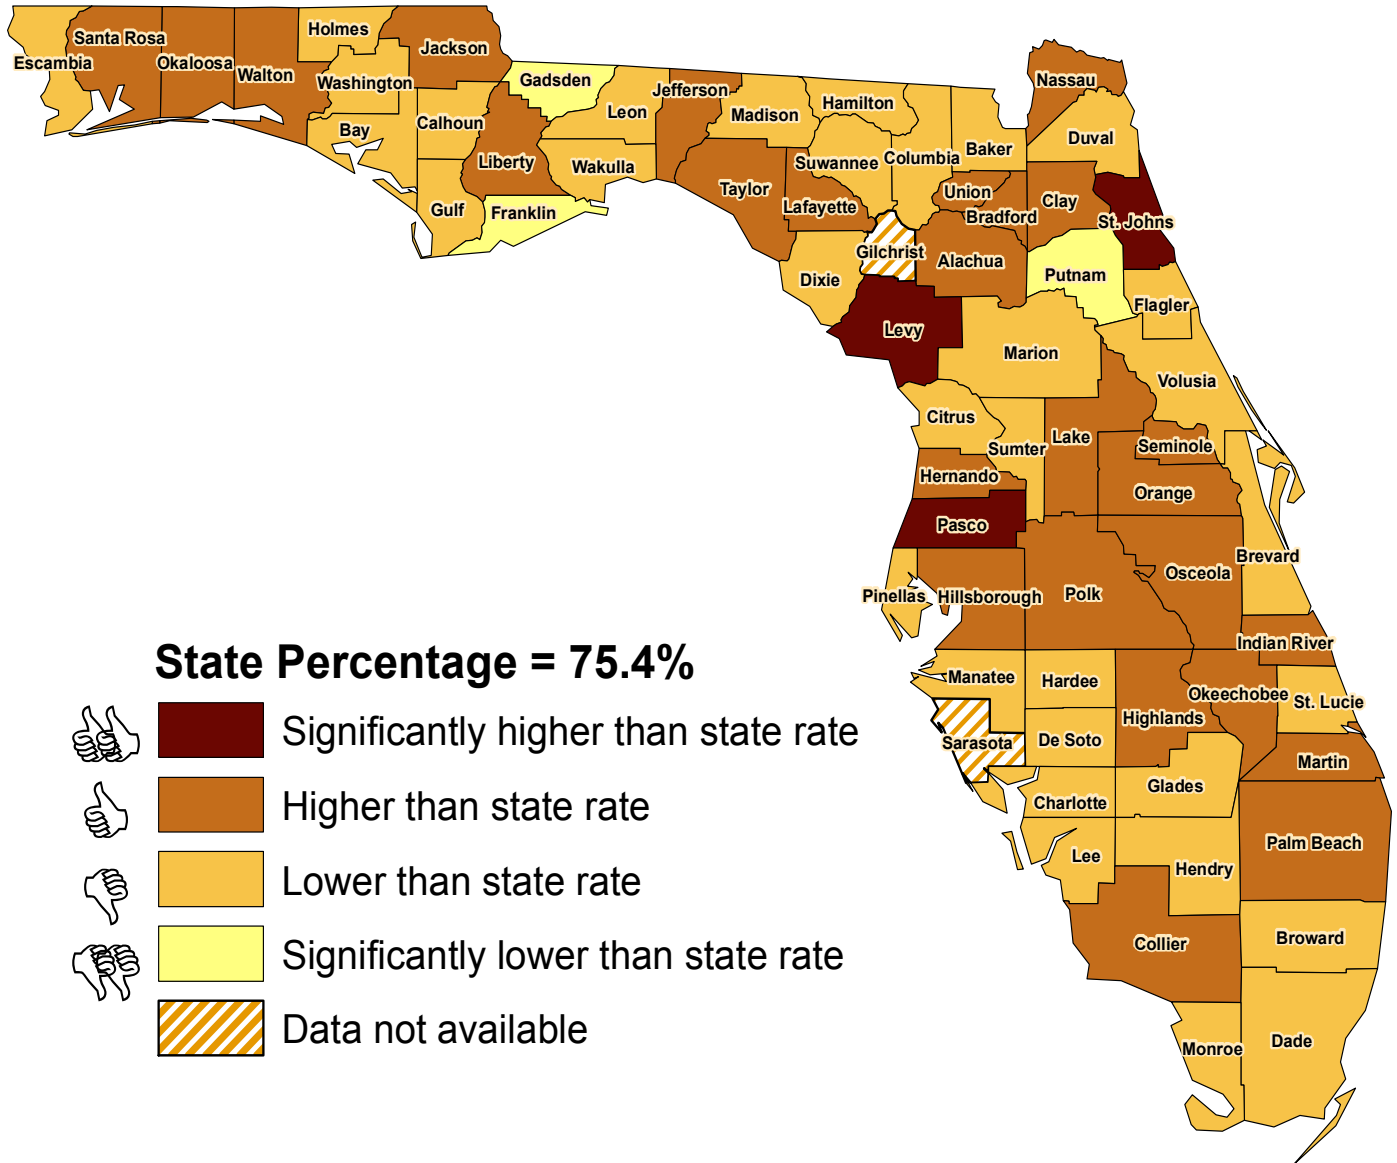 Holmes
Santa Rosa
Jackson
Escambia
Okaloosa
Walton
Washington
Gadsden
Jefferson
Nassau
Leon
Madison
Hamilton
Calhoun
Bay
Duval
Liberty
Wakulla
Suwannee
Columbia
Baker
Taylor
Lafayette
Union
Clay
Gulf
Franklin
Bradford
St. Johns
Gilchrist
Alachua
Putnam
Dixie
Flagler
Levy
Marion
Volusia
Citrus
Sumter
Lake
Seminole
Hernando
Orange
Pasco
Brevard
Osceola
Pinellas
Hillsborough
Polk
Indian River
Manatee
Hardee
Okeechobee
St. Lucie
Highlands
Sarasota
De Soto
Martin
Glades
Charlotte
Palm Beach
Lee
Hendry
Collier
Broward
Monroe
Dade
State Percentage = 75.4%
Significantly higher than state rate
Higher than state rate
Lower than state rate
Significantly lower than state rate
Data not available